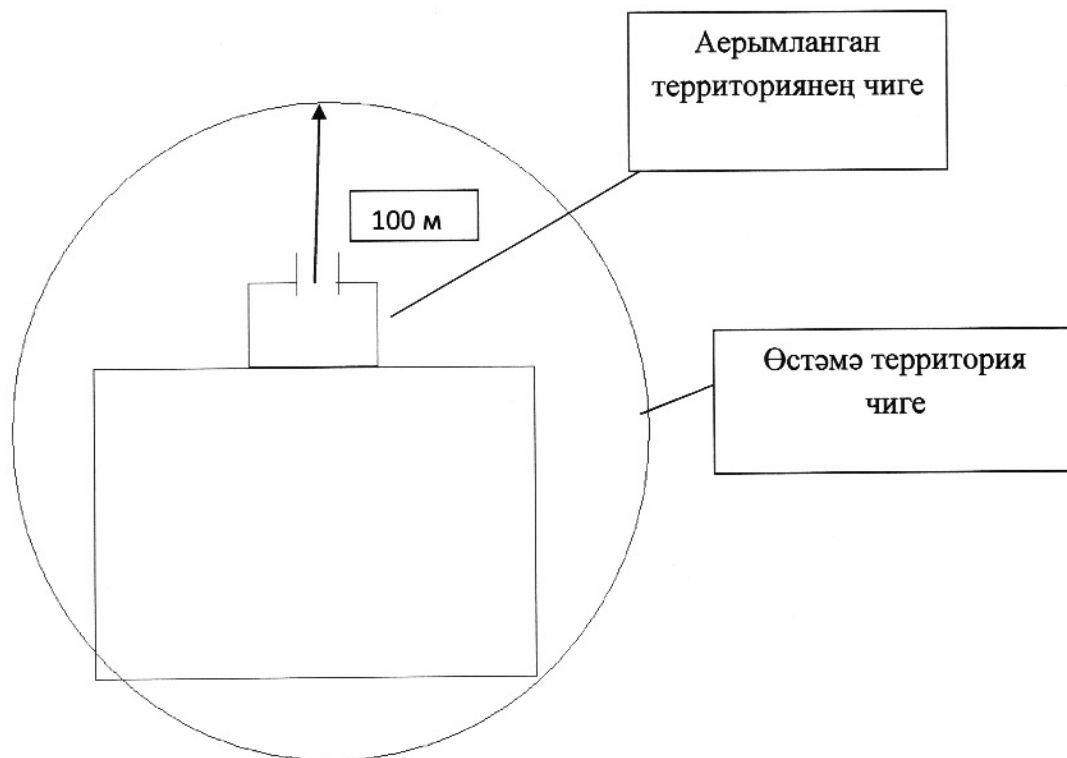 Аерымланган
территориянең чиге
100 м
Өстәмә территория
чиге